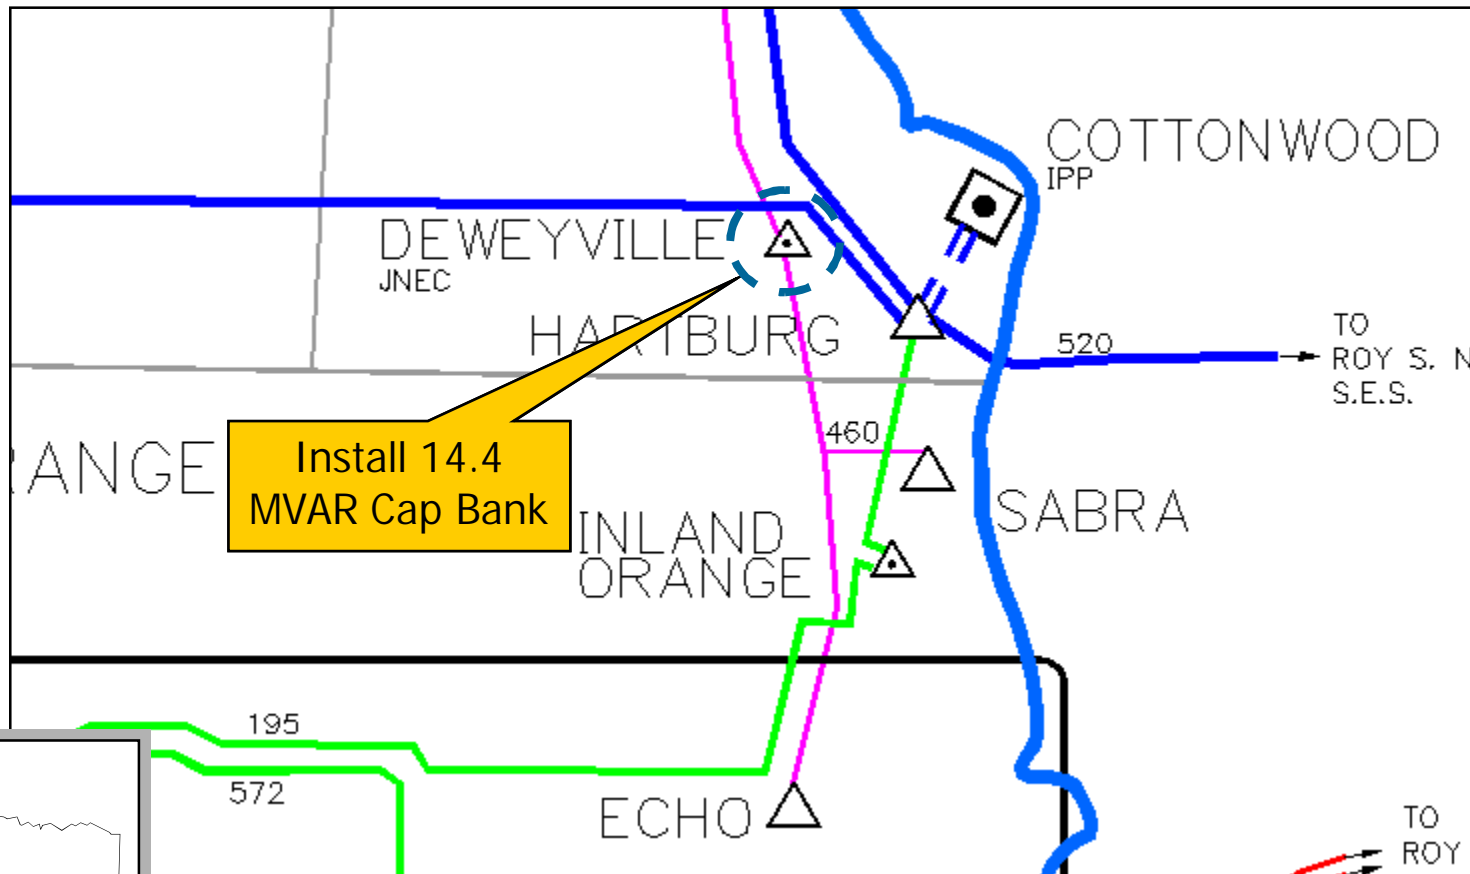 COTTONWOOD
IPP
DEWEYVILLE
JNEC
HARTBURG
520
TO
ROY S. N
S.E.S.
460
RANGE
Install 14.4
MVAR Cap Bank
SABRA
INLAND
ORANGE
195
572
ECHO
TO
ROY